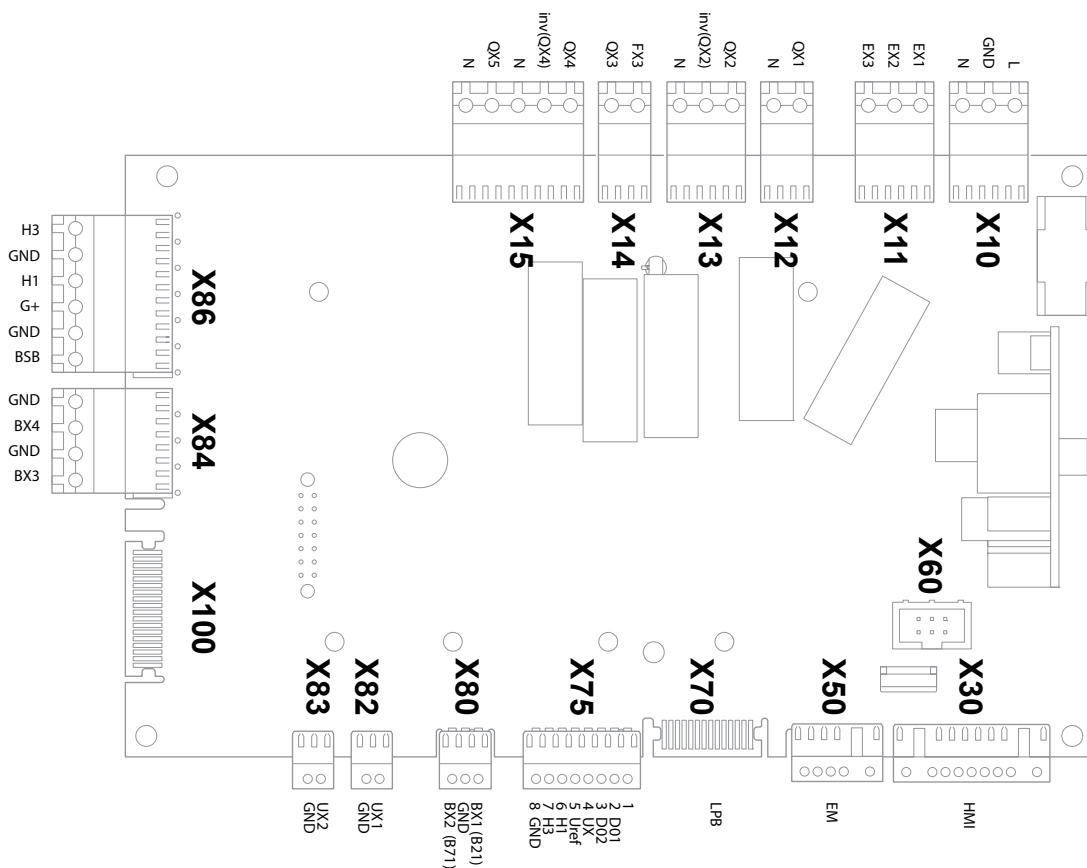 N
QX5
N
inv(QX4)
QX4
QX3
FX3
N
inv(QX2)
QX2
N
QX1
EX3
EX2
EX1
N
GND
L
X15
X14
X13
X12
X11
X10
H3
GND
H1
G+
GND
BSB
X86
GND
BX4
GND
BX3
X84
X100
X60
X83
X82
X80
X75
X70
X50
X30
GND
UX2
GND
UX1
BX2 (B71)
GND
BX1 (B21)
8 GND
7 H3
6 H1
5 Uref
4 UX
3 D02
2 D01
1
LPB
EM
HMI